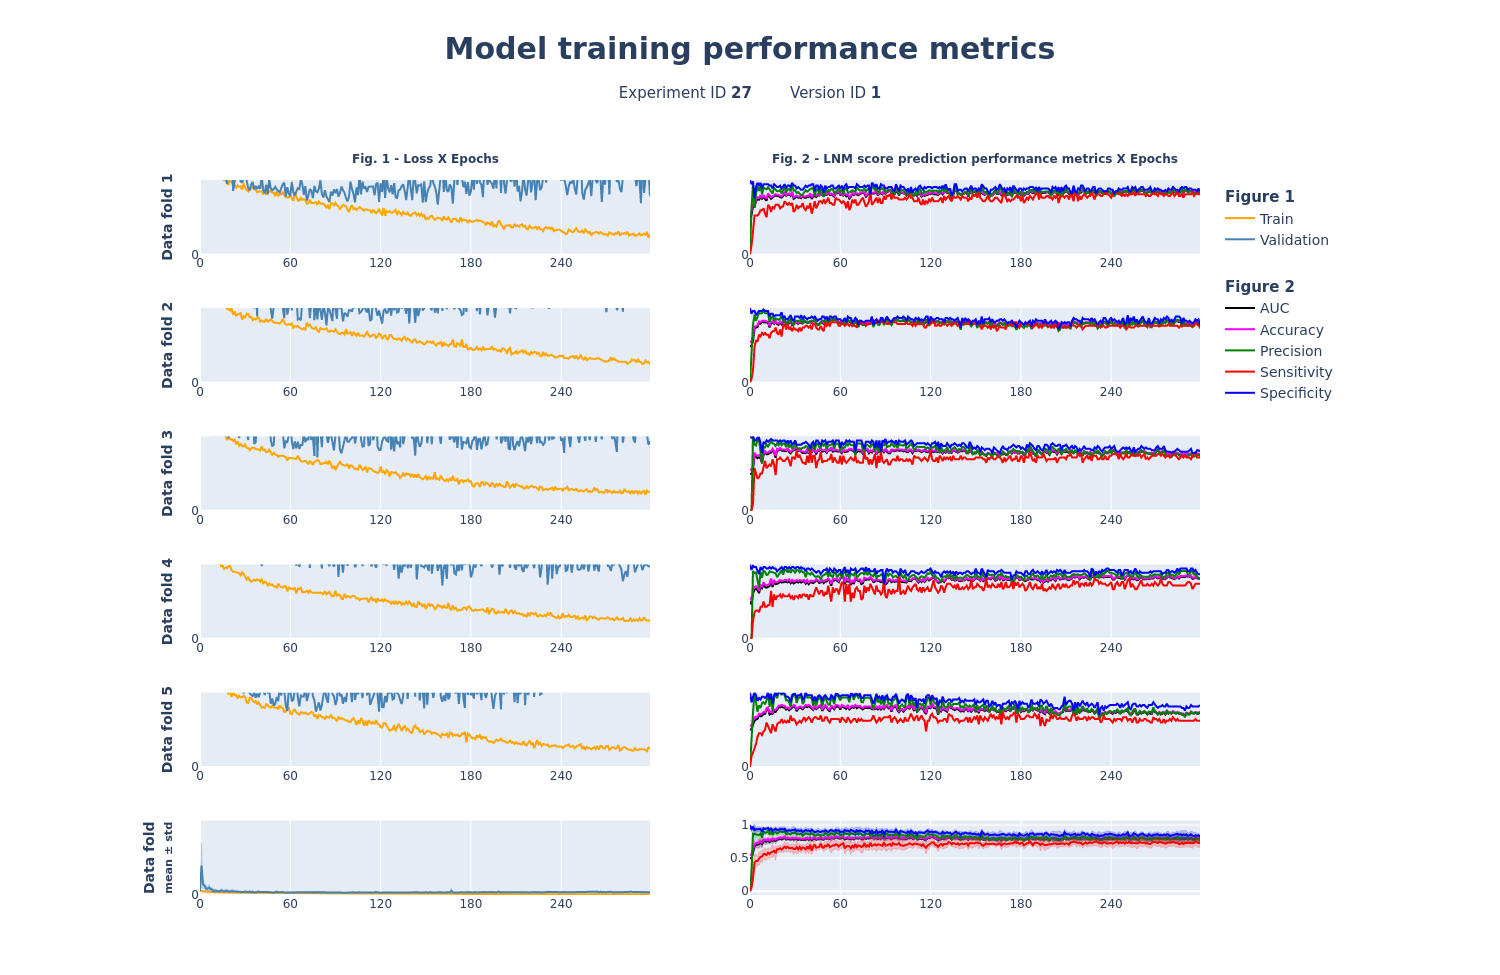 Model training performance metrics
Experiment ID 27 Version ID 1
Fig. 1 - Loss X Epochs
Fig. 2 - LNM score prediction performance metrics X Epochs
Data fold 1
0
0 60 120 180 240
0
0 60 120 180 240
Figure 1
Train
Validation
Figure 2
AUC
Accuracy
Precision
Sensitivity
Specificity
Data fold 2
0
0 60 120 180 240
0
0 60 120 180 240
Data fold 3
0
0 60 120 180 240
0
0 60 120 180 240
Data fold 4
0
0 60 120 180 240
0
0 60 120 180 240
Data fold 5
0
0 60 120 180 240
0
0 60 120 180 240
Data fold
mean ± std
0
0 60 120 180 240
1
0.5
0
0 60 120 180 240